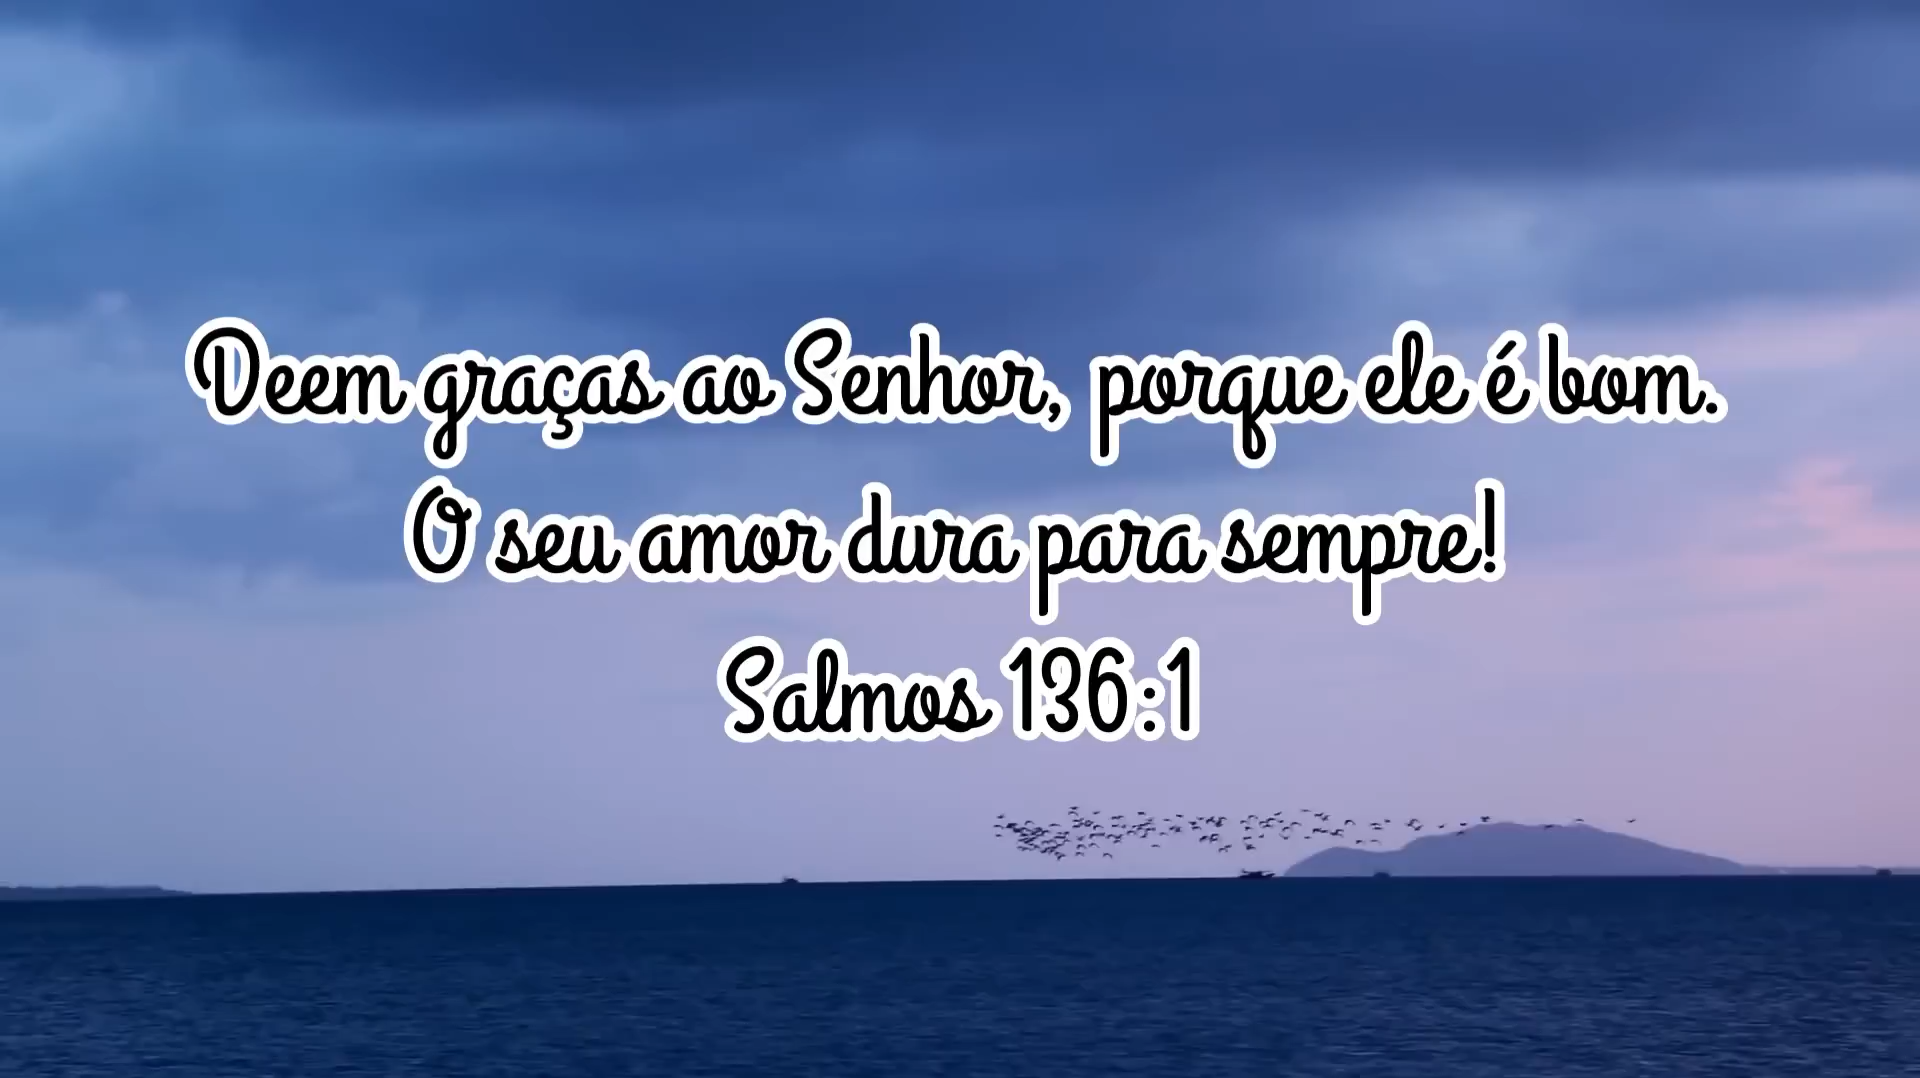 Deem graças ao Senhor, porque ele é bom.
O seu amor dura para sempre!
Salmos 136:1